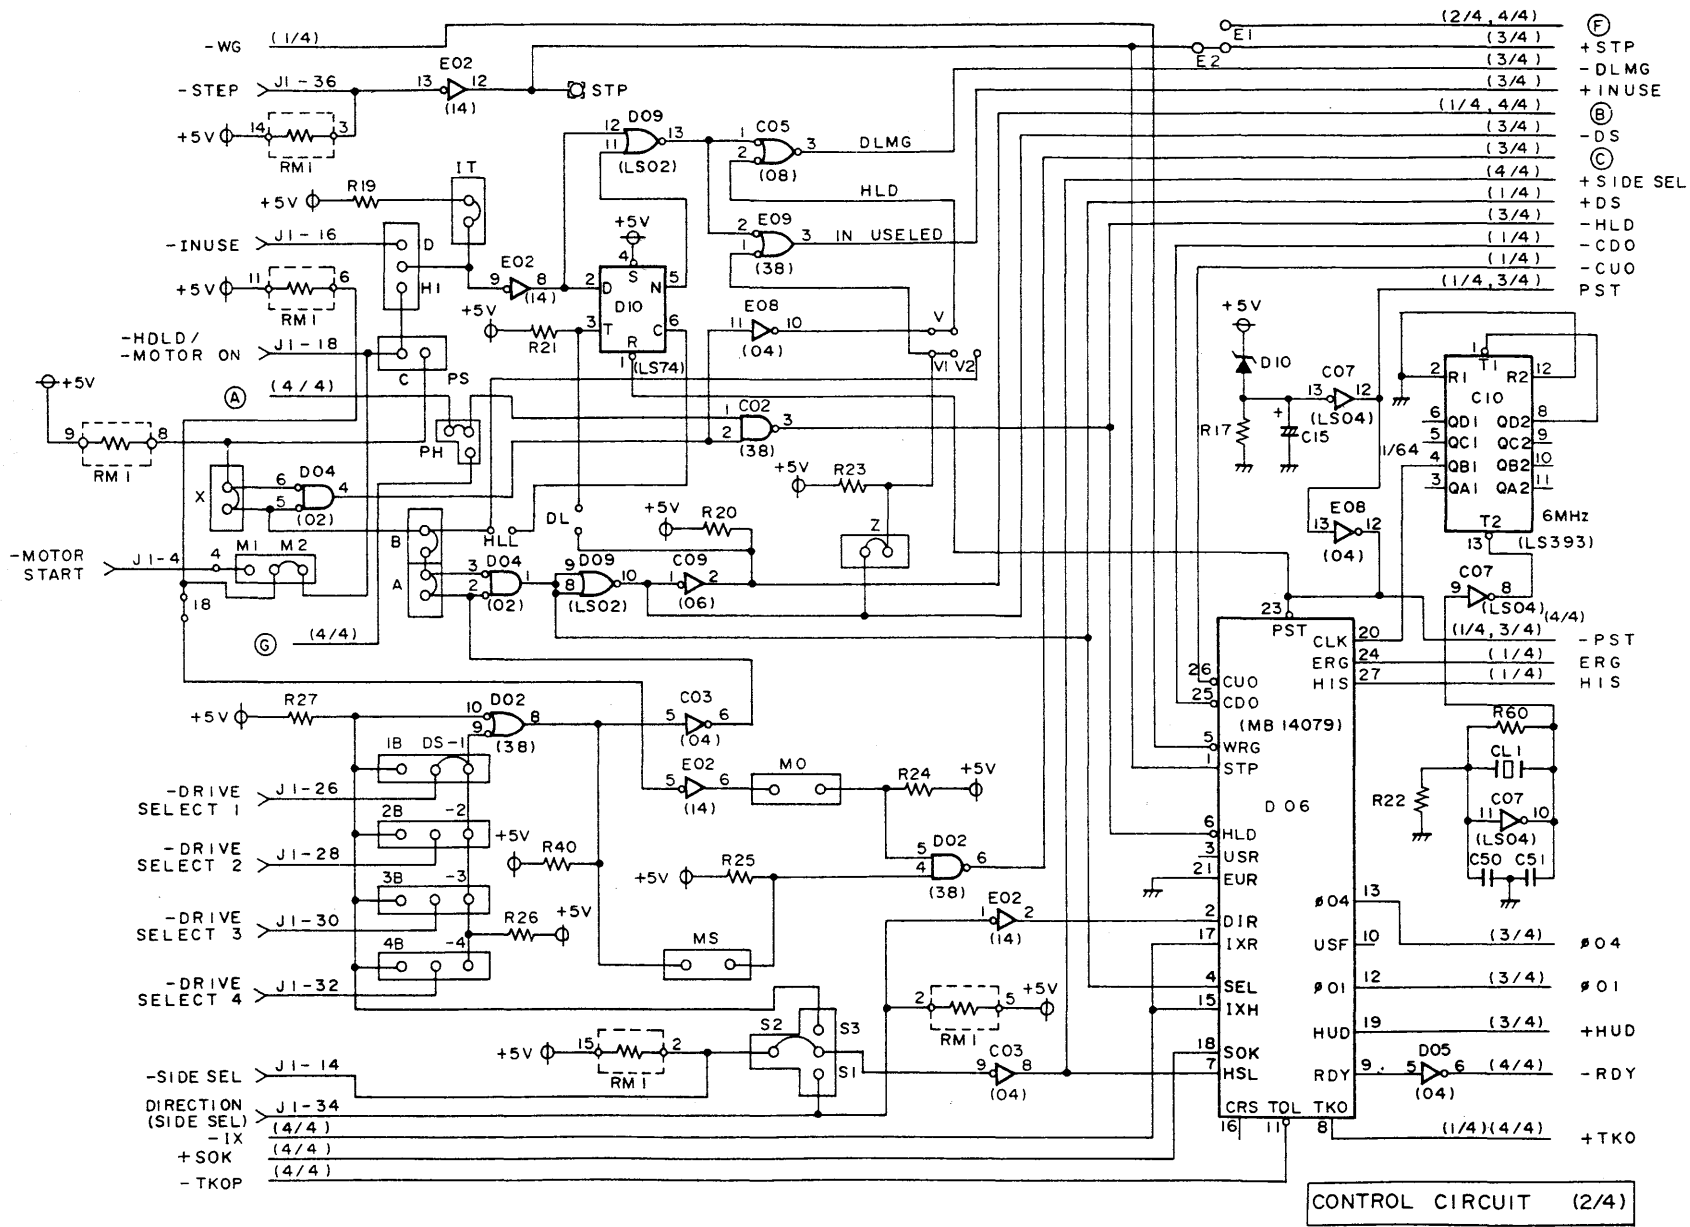 -WG (1/4)
-STEP J1-36
13 E02 12
(14)
STP
+5V 14 3
RM1
(2/4, 4/4) F
E1
E2
(3/4) +STP
(3/4) -DLMG
(3/4) +INUSE
(1/4, 4/4) B
(3/4) -DS
(3/4) C
(4/4) +SIDE SEL
(1/4) +DS
(3/4) -HLD
(1/4) -CDO
(1/4) -CUO
(1/4, 3/4) PST
12 D09 13
11
(LS02)
1 C05 3
2
(08)
DLMG
HLD
IT
+5V R19
-INUSE J1-16
D
HI
+5V 11 6
RM1
9 E02 8
(14)
+5V
4
S
2 D N 5
D10
3 T C 6
R
1
(LS74)
2 E09 3
1
(38)
IN USELED
+5V
R21
11 E08 10
(04)
V
V1 V2
-HDLD/
-MOTOR ON J1-18
C PS
A (4/4)
+5V
9 8
RM1
PH
1 C02 3
2
(38)
+5V R23
+5V
D10
13 C07 12
(LS04)
R17
+ C15
1
T1
2 R1 R2 12
C10
6 QD1 QD2 8
5 QC1 QC2 9
1/64
4 QB1 QB2 10
3 QA1 QA2 11
T2
13
6MHz
(LS393)
X
6 D04 4
5
(02)
B
HLL
DL
+5V R20
Z
13 E08 12
(04)
-MOTOR
START J1-4 4 M1 M2
18
A
3 D04 1
2
(02)
9 D09 10
8
(LS02)
1 C09 2
(06)
9 C07 8
(LS04)
(4/4)
G (4/4)
23
PST
CLK 20
(1/4, 3/4) -PST
ERG 24
(1/4) ERG
HIS 27
(1/4) HIS
26 CUO
25 CDO
(MB 14079)
5 WRG
1 STP
D06
6 HLD
3 USR
21 EUR
2 DIR
17 IXR
4 SEL
15 IXH
18 SOK
7 HSL
CRS TOL TKO
16 11 8
+5V R27
10 D02 8
9
(38)
5 C03 6
(04)
1B DS-1
-DRIVE
SELECT 1 J1-26
2B -2
-DRIVE
SELECT 2 J1-28
3B -3
-DRIVE
SELECT 3 J1-30
4B -4
-DRIVE
SELECT 4 J1-32
5 E02 6
(14)
MO
R24 +5V
+5V R40
+5V R25
R26 +5V
5 D02 6
4
(38)
MS
1 E02 2
(14)
2 5 +5V
RM1
R60
CL1
R22
11 C07 10
(LS04)
C50 C51
ø04 13
(3/4) ø04
USF 10
ø01 12
(3/4) ø01
HUD 19
(3/4) +HUD
RDY 9
5 D05 6
(04)
(4/4) -RDY
(1/4)(4/4) +TKO
S2 S3
S1
+5V 15 2
RM1
9 C03 8
(04)
-SIDE SEL J1-14
DIRECTION
(SIDE SEL) J1-34
-IX (4/4)
+SOK (4/4)
-TKOP (4/4)
CONTROL CIRCUIT (2/4)